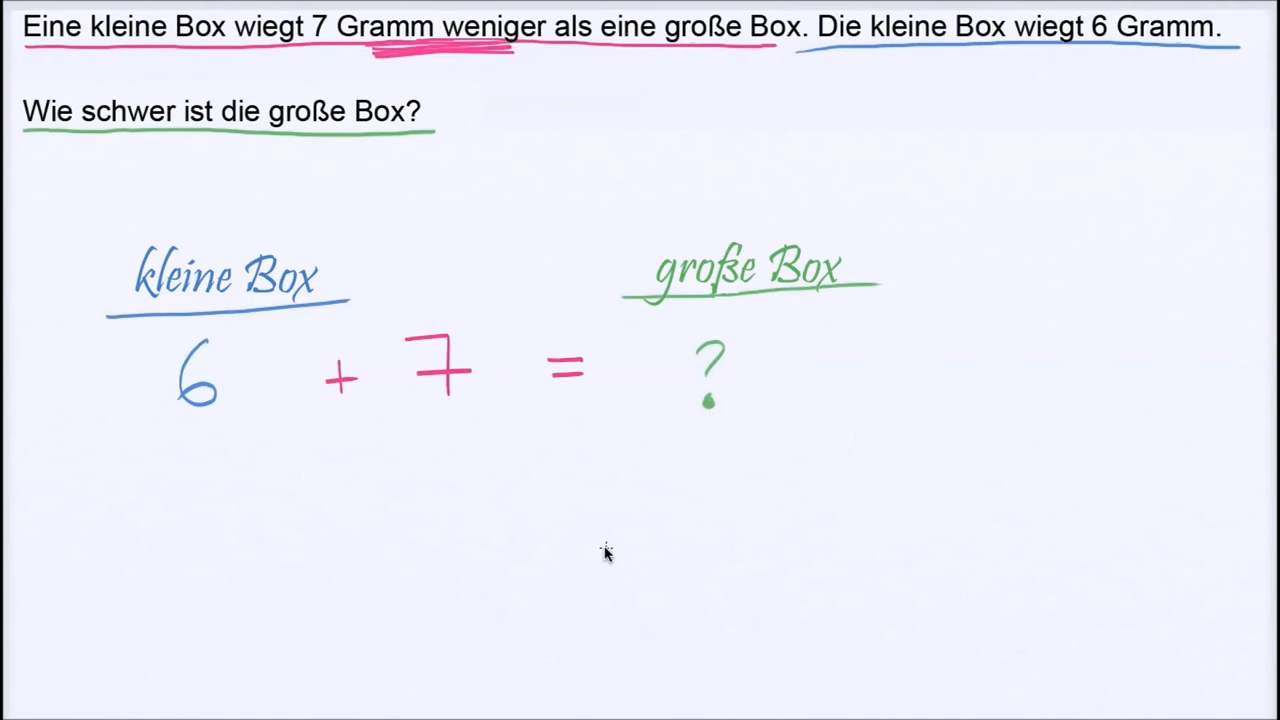 Eine kleine Box wiegt 7 Gramm weniger als eine große Box. Die kleine Box wiegt 6 Gramm.
Wie schwer ist die große Box?
kleine Box große Box
6 + 7 = ?